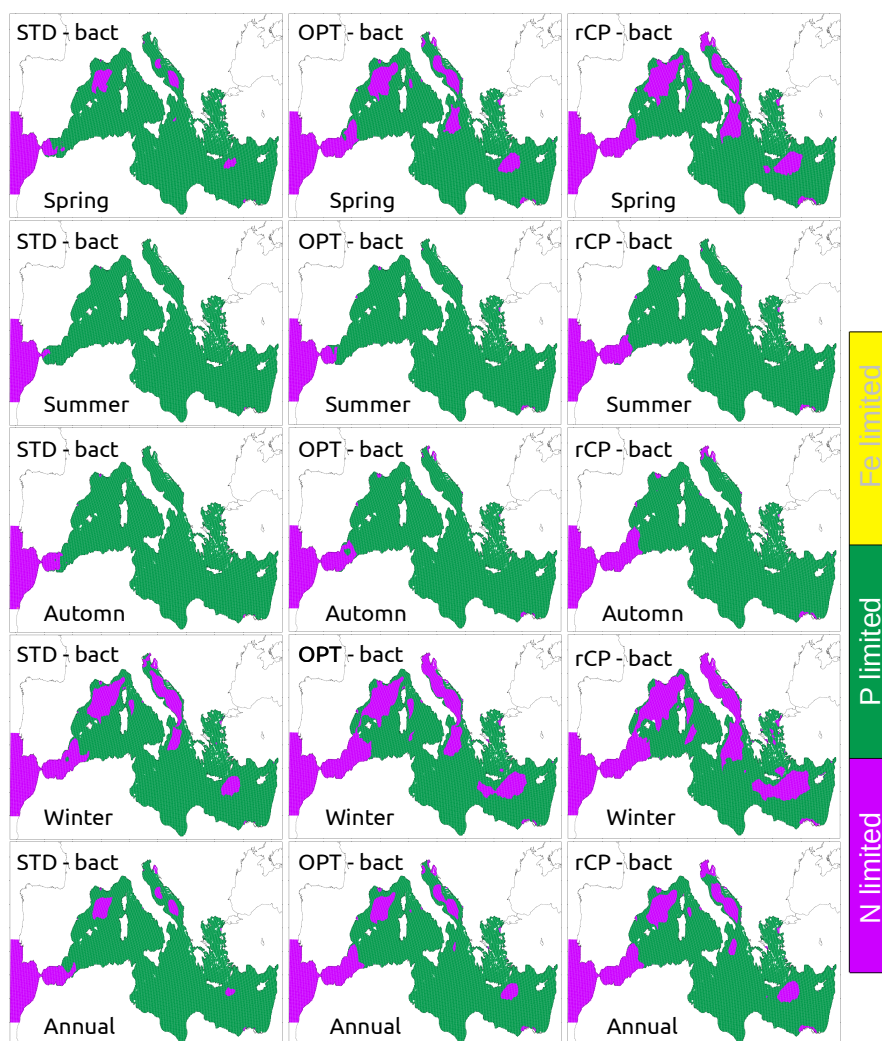 STD - bact
OPT - bact
rCP - bact
Spring
Spring
Spring
STD - bact
OPT - bact
rCP - bact
Summer
Summer
Summer
STD - bact
OPT - bact
rCP - bact
Automn
Automn
Automn
STD - bact
OPT - bact
rCP - bact
Winter
Winter
Winter
STD - bact
OPT - bact
rCP - bact
Annual
Annual
Annual
Fe limited
P limited
N limited